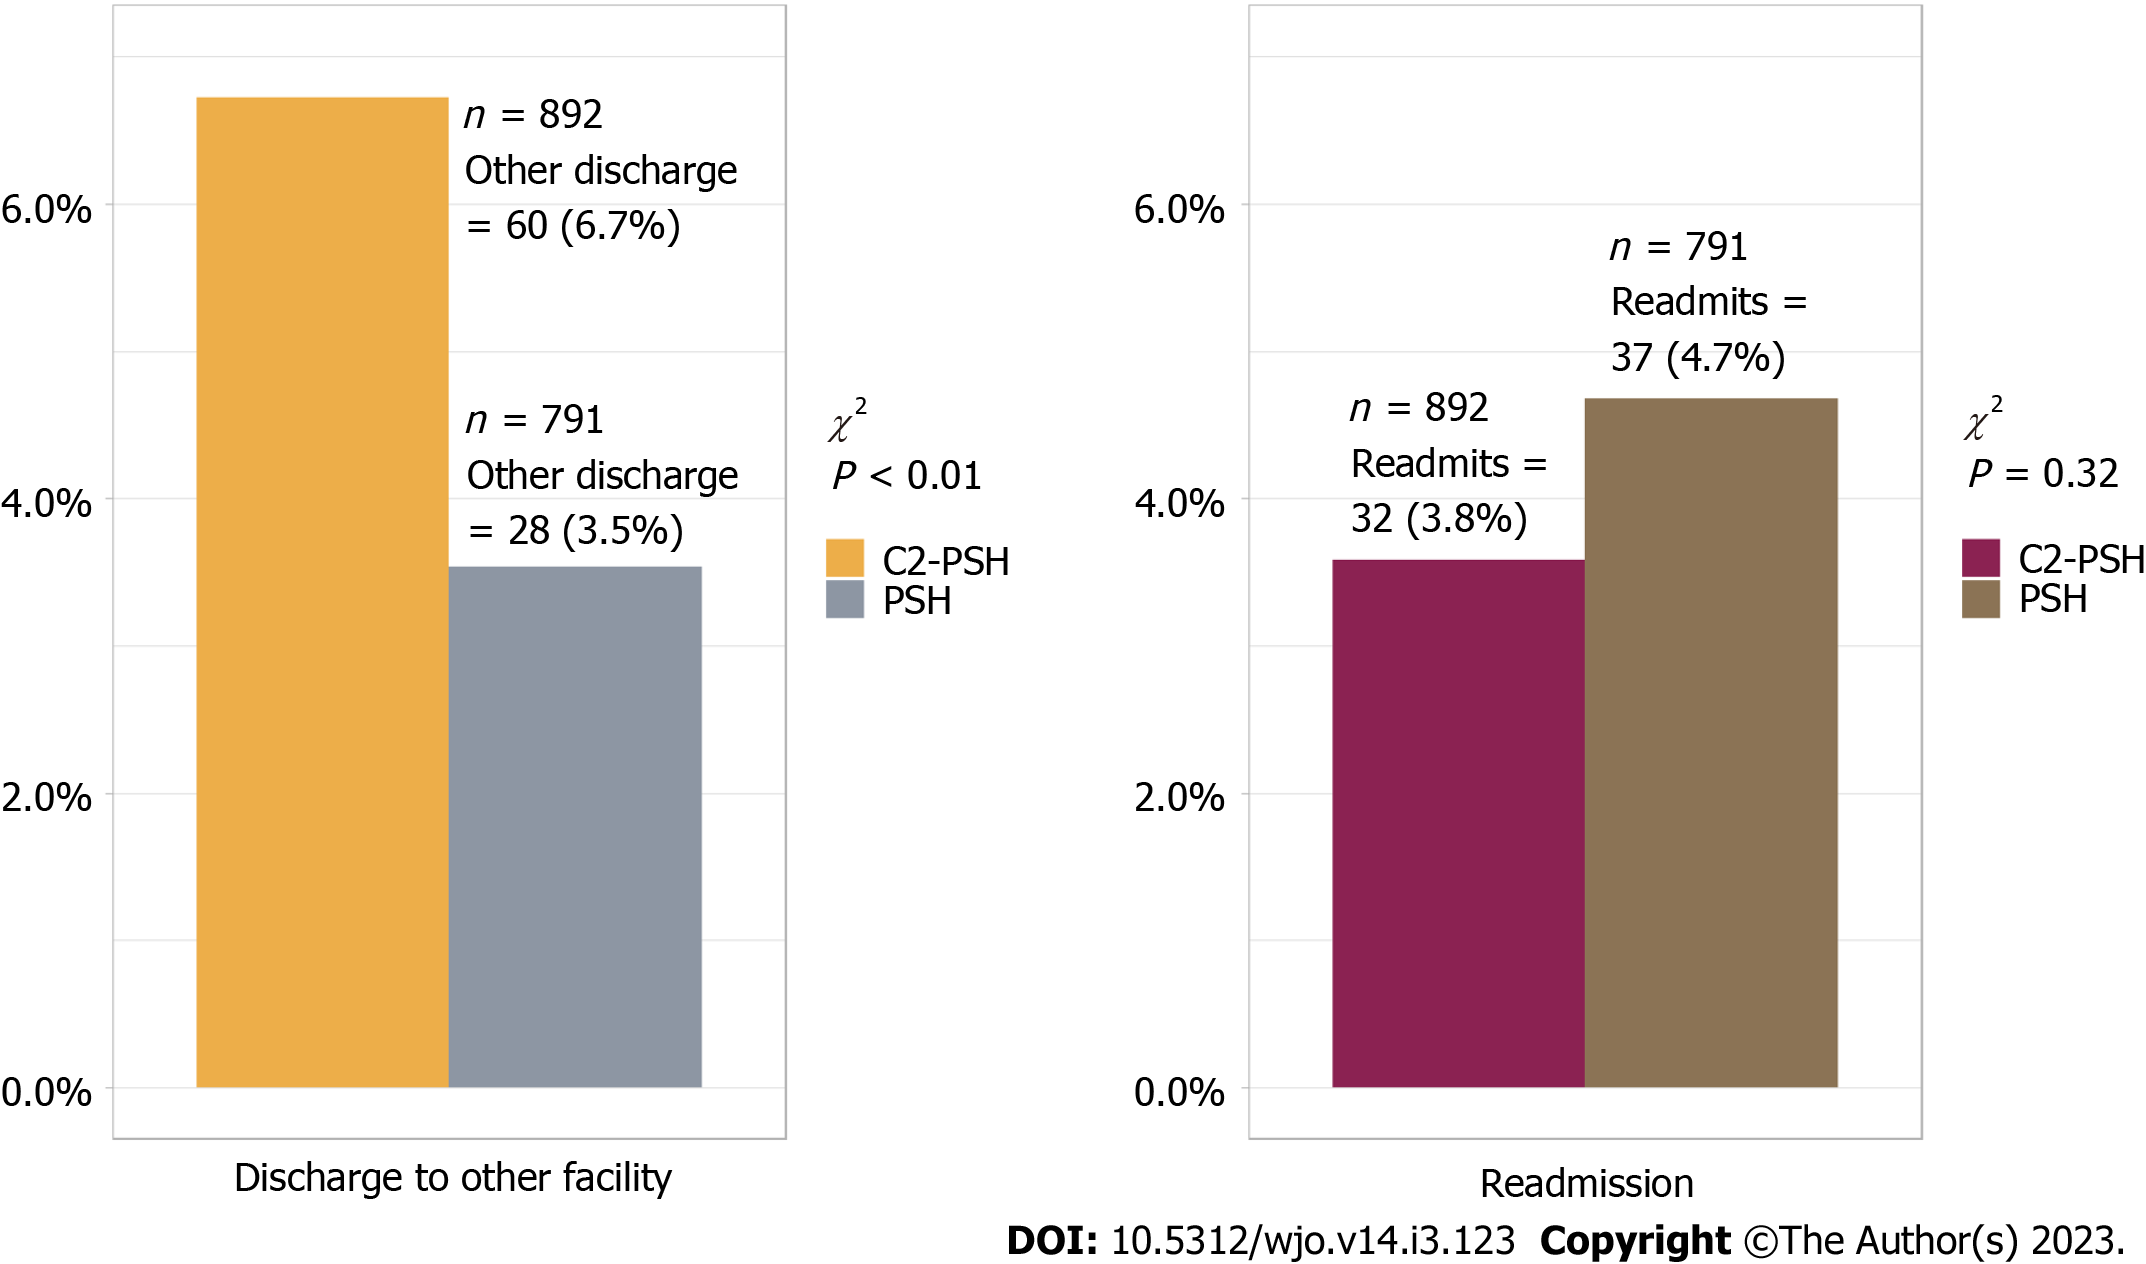 6.0%
4.0%
2.0%
0.0%
n = 892
Other discharge
= 60 (6.7%)
n = 791
Other discharge
= 28 (3.5%)
χ²
P < 0.01
C2-PSH
PSH
Discharge to other facility
6.0%
4.0%
2.0%
0.0%
n = 892
Readmits =
32 (3.8%)
n = 791
Readmits =
37 (4.7%)
χ²
P = 0.32
C2-PSH
PSH
Readmission
DOI: 10.5312/wjo.v14.i3.123 Copyright ©The Author(s) 2023.